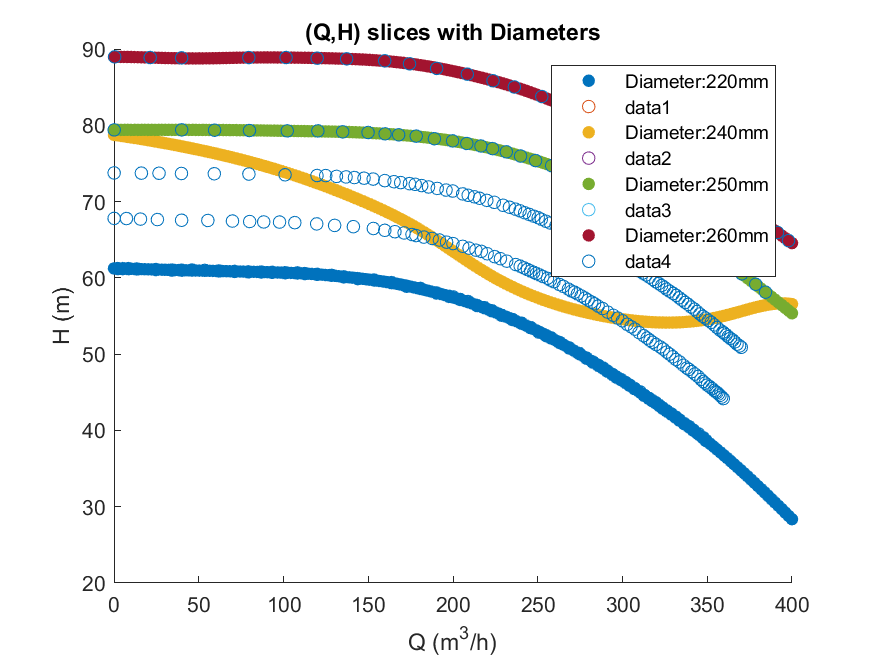 (Q,H) slices with Diameters
90
80
70
60
50
40
30
20
H (m)
0 50 100 150 200 250 300 350 400
Q (m³/h)
Diameter:220mm
data1
Diameter:240mm
data2
Diameter:250mm
data3
Diameter:260mm
data4